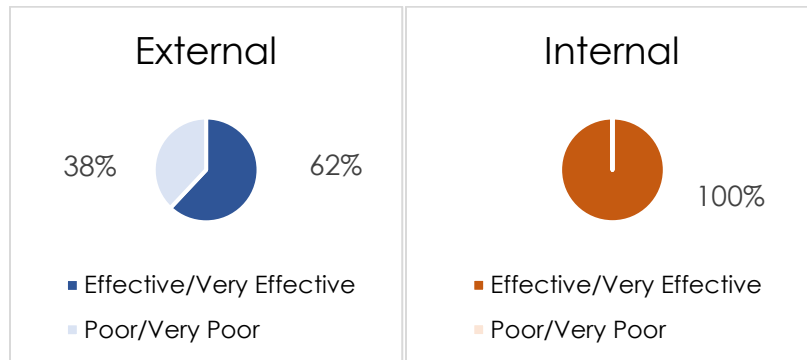 External
38%
62%
Effective/Very Effective
Poor/Very Poor
Internal
100%
Effective/Very Effective
Poor/Very Poor